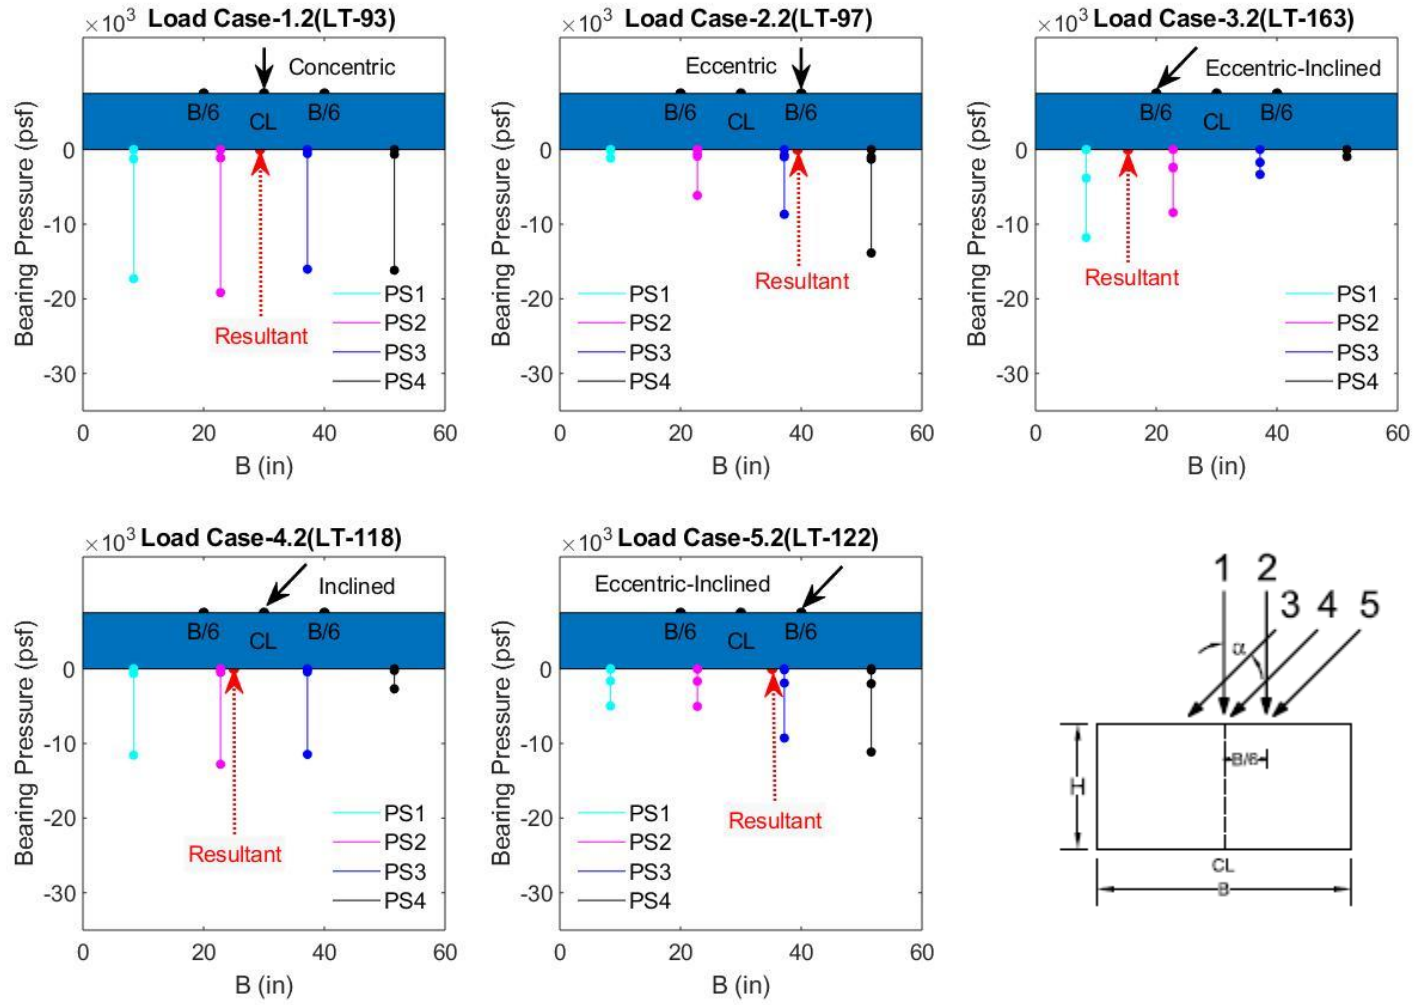 ×10³ Load Case-1.2(LT-93)
Concentric
B/6 CL B/6
Bearing Pressure (psf)
0
-10
-20
-30
Resultant
PS1
PS2
PS3
PS4
0 20 40 60
B (in)
×10³ Load Case-2.2(LT-97)
Eccentric
B/6 CL B/6
Bearing Pressure (psf)
0
-10
-20
-30
Resultant
PS1
PS2
PS3
PS4
0 20 40 60
B (in)
×10³ Load Case-3.2(LT-163)
Eccentric-Inclined
B/6 CL B/6
Bearing Pressure (psf)
0
-10
-20
-30
Resultant
PS1
PS2
PS3
PS4
0 20 40 60
B (in)
×10³ Load Case-4.2(LT-118)
Inclined
B/6 CL B/6
Bearing Pressure (psf)
0
-10
-20
-30
Resultant
PS1
PS2
PS3
PS4
0 20 40 60
B (in)
×10³ Load Case-5.2(LT-122)
Eccentric-Inclined
B/6 CL B/6
Bearing Pressure (psf)
0
-10
-20
-30
Resultant
PS1
PS2
PS3
PS4
0 20 40 60
B (in)
1 2
3 4 5
α
B/6
H
CL
B